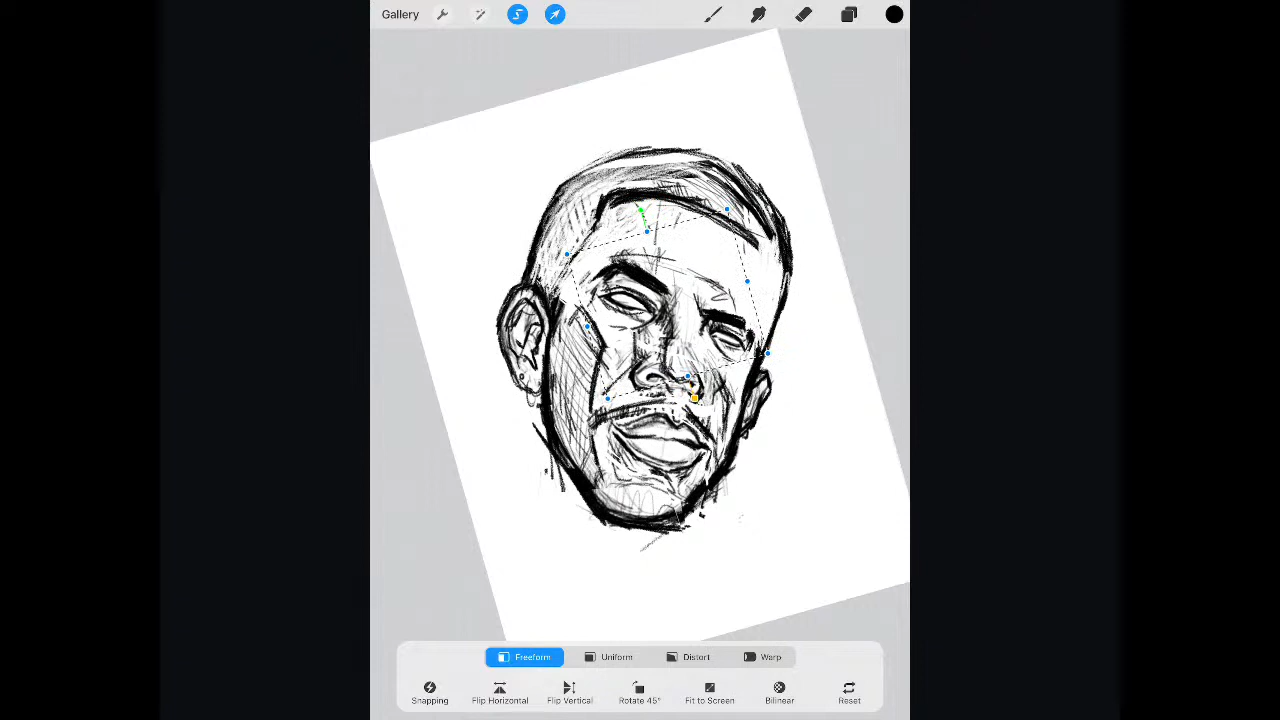 Gallery
Freeform Uniform Distort Warp
Snapping Flip Horizontal Flip Vertical Rotate 45° Fit to Screen Bilinear Reset